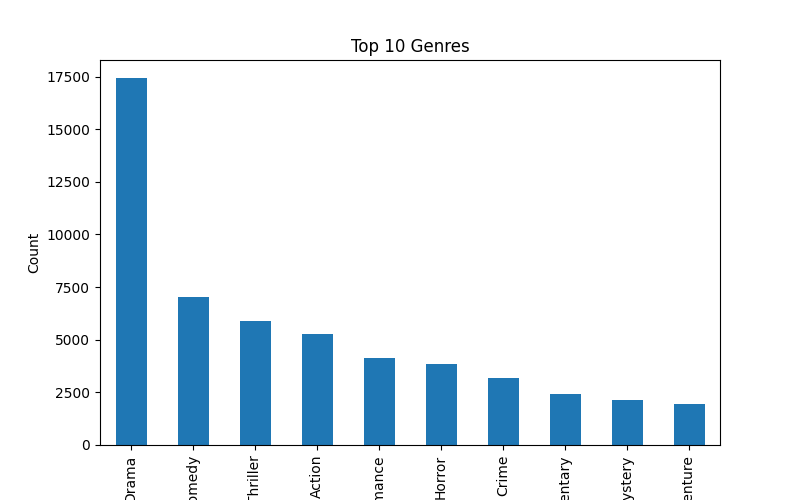 Top 10 Genres
17500
15000
12500
10000
7500
5000
2500
0
Count
Drama
omedy
Thriller
Action
mance
Horror
Crime
entary
ystery
enture